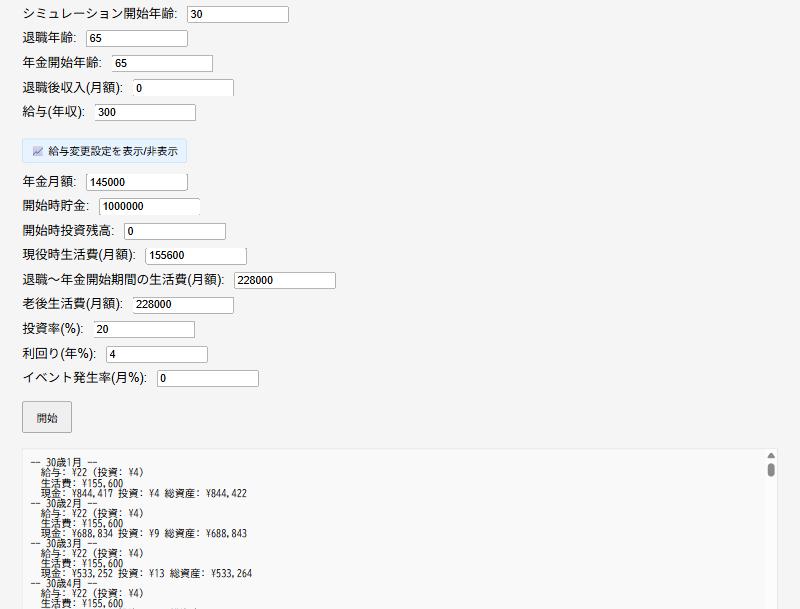 シミュレーション開始年齢: 30
退職年齢: 65
年金開始年齢: 65
退職後収入(月額): 0
給与(年収): 300
給与変更設定を表示/非表示
年金月額: 145000
開始時貯金: 1000000
開始時投資残高: 0
現役時生活費(月額): 155600
退職～年金開始期間の生活費(月額): 228000
老後生活費(月額): 228000
投資率(%): 20
利回り(年%): 4
イベント発生率(月%): 0
開始
-- 30歳1月 --
給与: ¥22 (投資: ¥4)
生活費: ¥155,600
現金: ¥844,417 投資: ¥4 総資産: ¥844,422
-- 30歳2月 --
給与: ¥22 (投資: ¥4)
生活費: ¥155,600
現金: ¥688,834 投資: ¥9 総資産: ¥688,843
-- 30歳3月 --
給与: ¥22 (投資: ¥4)
生活費: ¥155,600
現金: ¥533,252 投資: ¥13 総資産: ¥533,264
-- 30歳4月 --
給与: ¥22 (投資: ¥4)
生活費: ¥155,600